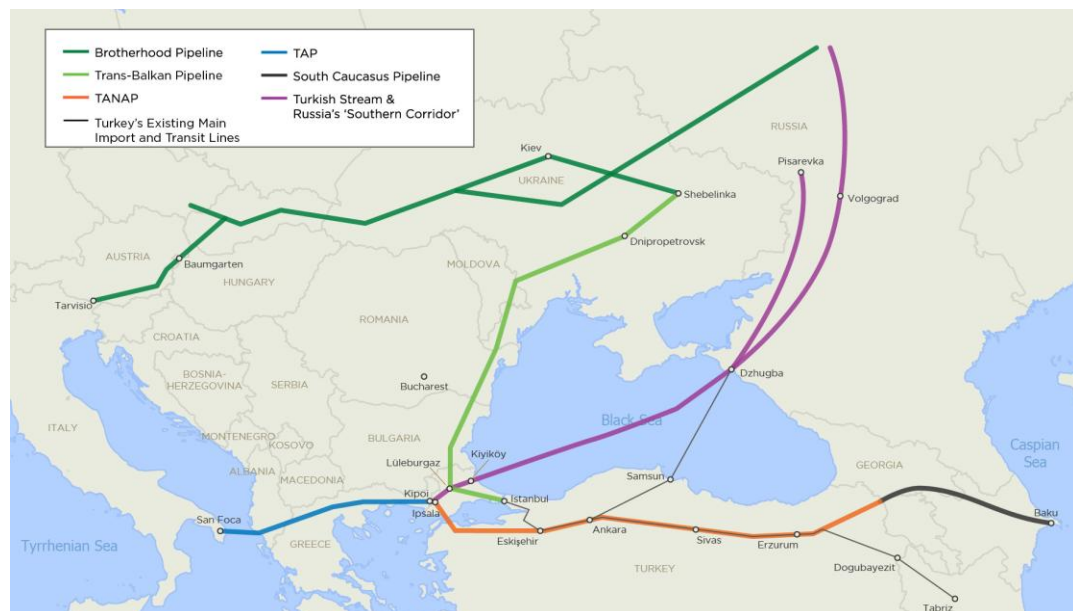 Brotherhood Pipeline
Trans-Balkan Pipeline
TANAP
Turkey's Existing Main
Import and Transit Lines
TAP
South Caucasus Pipeline
Turkish Stream &
Russia's 'Southern Corridor'
RUSSIA
Kiev
Pisarevka
UKRAINE
Shebelinka
Volgograd
Dnipropetrovsk
AUSTRIA
Baumgarten
MOLDOVA
HUNGARY
Tarvisio
ROMANIA
CROATIA
Dzhugba
BOSNIA-
HERZEGOVINA
SERBIA
Bucharest
Black Sea
ITALY
MONTENEGRO
KOSOVO
BULGARIA
Caspian
Sea
Lüleburgaz
Kiyiköy
GEORGIA
ALBANIA
MACEDONIA
Samsun
Kipoi
Istanbul
Ipsala
Baku
San Foca
Ankara
Eskişehir
Sivas
Erzurum
Tyrrhenian Sea
GREECE
TURKEY
Dogubayezit
Tabriz